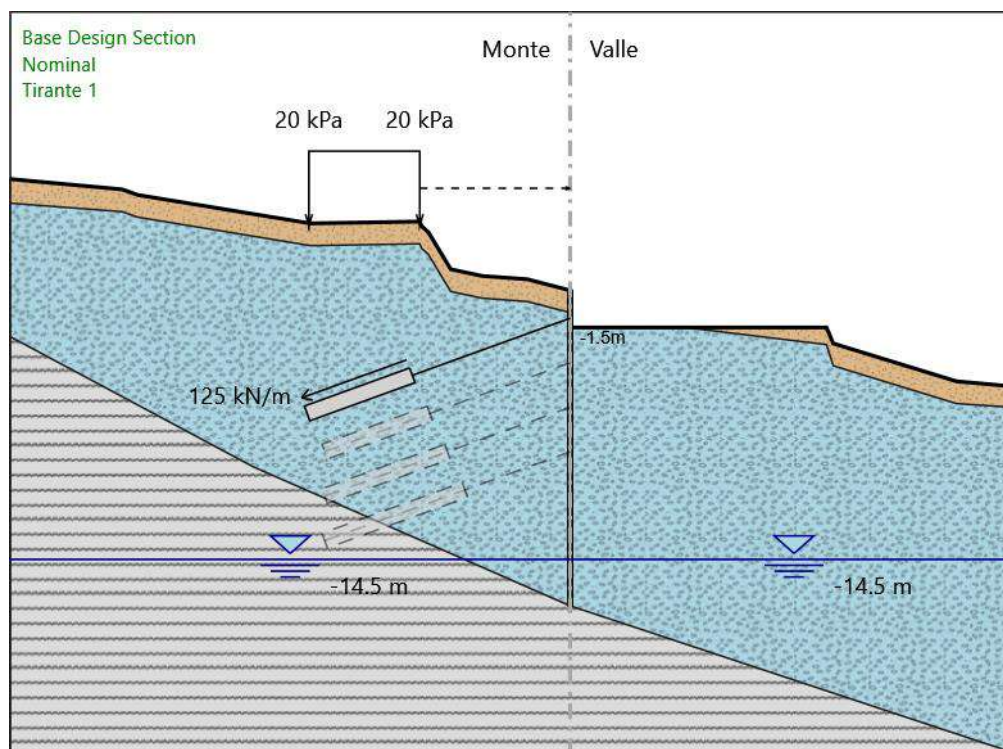 Base Design Section
Nominal
Tirante 1
Monte
Valle
20 kPa
20 kPa
-1.5m
125 kN/m
-14.5 m
-14.5 m